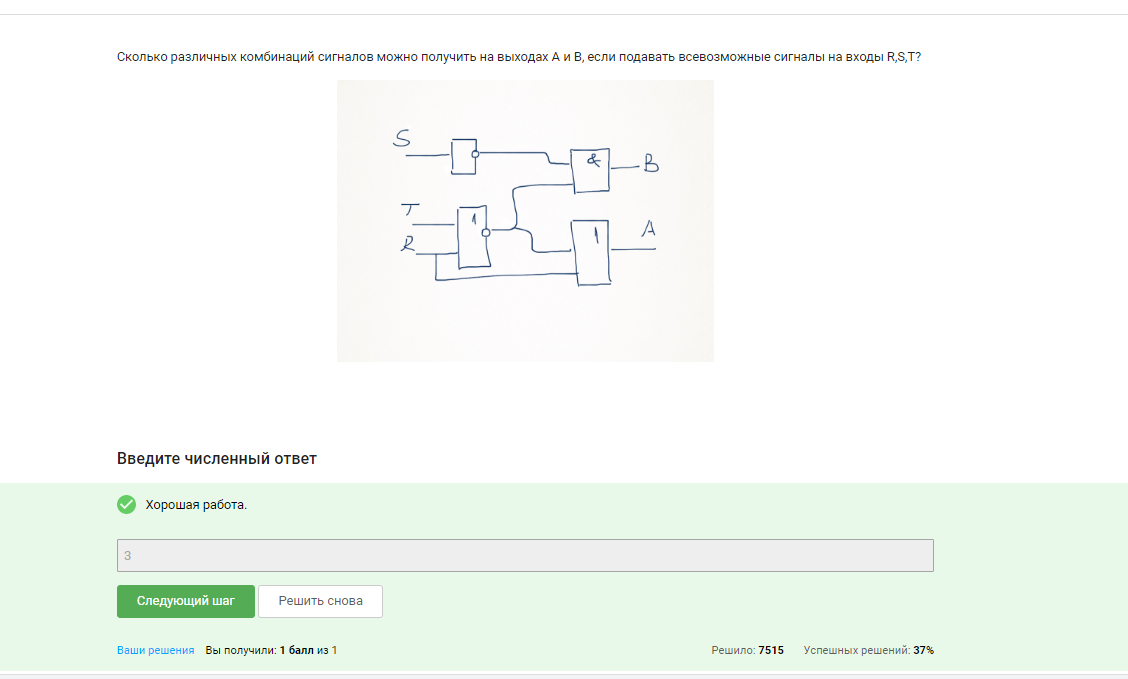 Сколько различных комбинаций сигналов можно получить на выходах A и B, если подавать всевозможные сигналы на входы R,S,T?
S
& B
T 1
R
1 A
Введите численный ответ
Хорошая работа.
3
Следующий шаг Решить снова
Ваши решения Вы получили: 1 балл из 1 Решило: 7515 Успешных решений: 37%